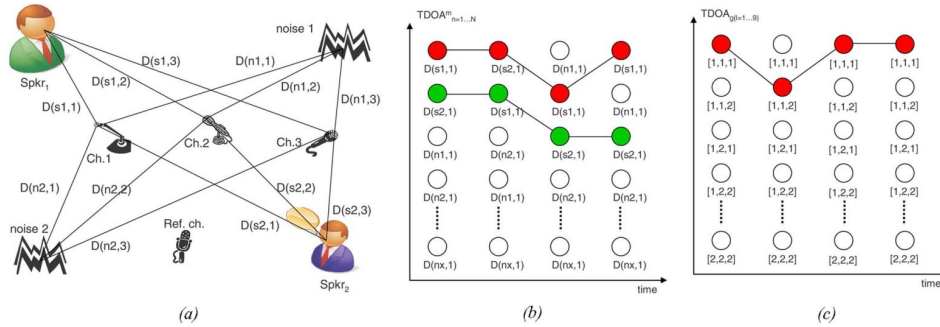 Spkr1
noise 1
D(s1,3)
D(s1,2)
D(s1,1)
D(n1,1)
D(n1,2)
D(n1,3)
Ch.1
Ch.2
Ch.3
D(n2,1)
D(n2,2)
D(s2,2)
D(s2,3)
D(s2,1)
noise 2
D(n2,3)
Ref. ch.
Spkr2
(a)
TDOA^m n=1...N
D(s1,1) D(s2,1) D(n1,1) D(s1,1)
D(s2,1) D(s1,1) D(s1,1) D(n1,1)
D(n1,1) D(n2,1) D(s2,1) D(s2,1)
D(n2,1) D(n1,1) D(n2,1) D(n2,1)
D(nx,1) D(nx,1) D(nx,1) D(nx,1)
time
(b)
TDOA g(l=1...9)
[1,1,1] [1,1,1] [1,1,1] [1,1,1]
[1,1,2] [1,1,2] [1,1,2] [1,1,2]
[1,2,1] [1,2,1] [1,2,1] [1,2,1]
[1,2,2] [1,2,2] [1,2,2] [1,2,2]
[2,2,2] [2,2,2] [2,2,2] [2,2,2]
time
(c)